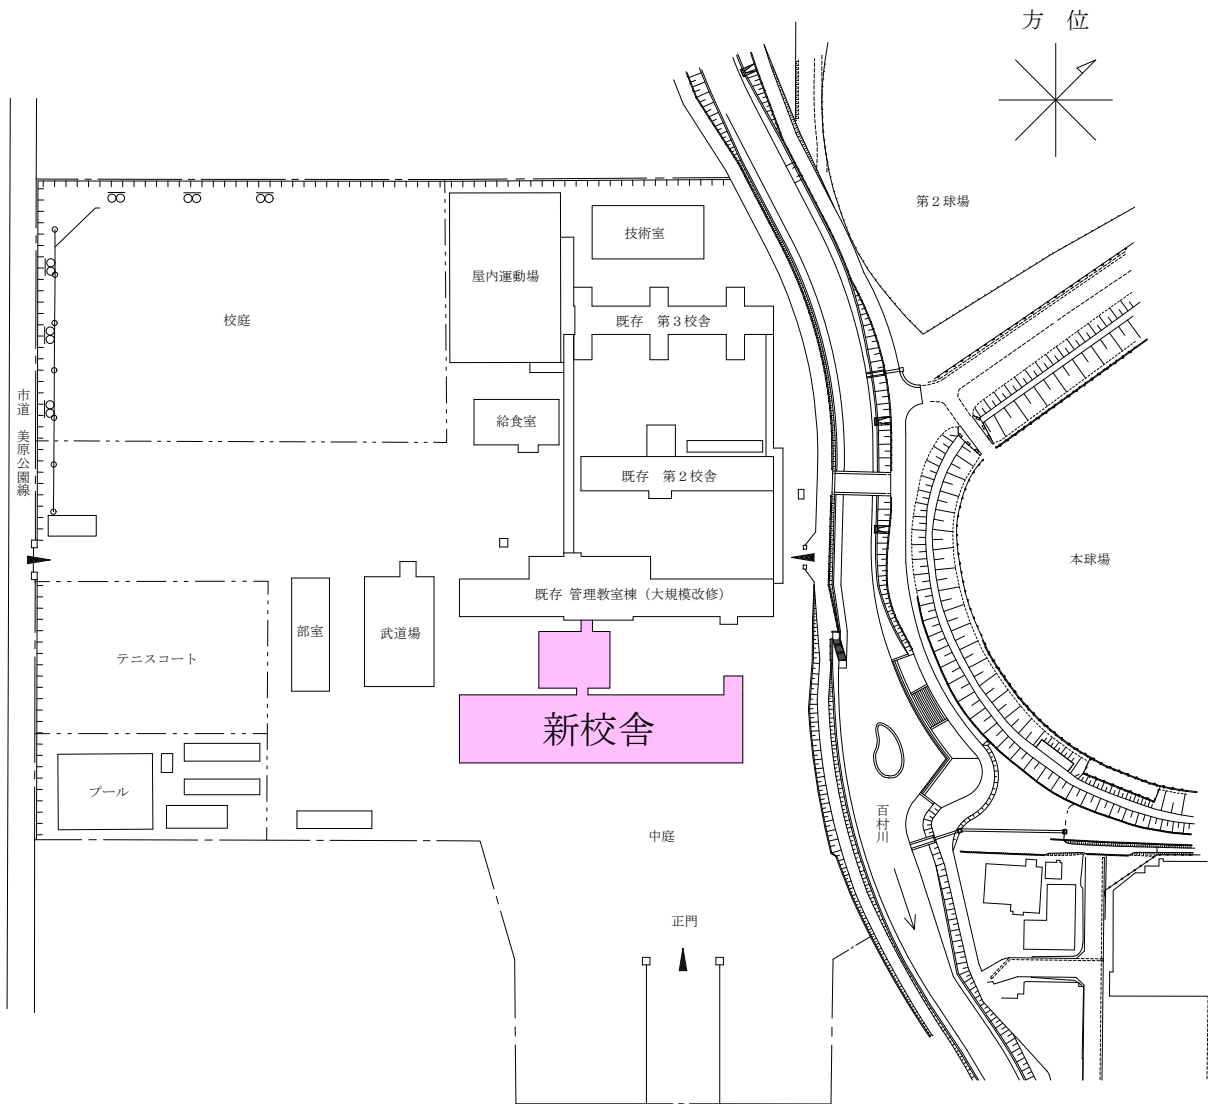 方位
第２球場
技術室
屋内運動場
校庭
既存 第３校舎
市道 美原公園線
給食室
既存 第２校舎
本球場
既存 管理教室棟（大規模改修）
部室
武道場
テニスコート
新校舎
プール
百村川
中庭
正門